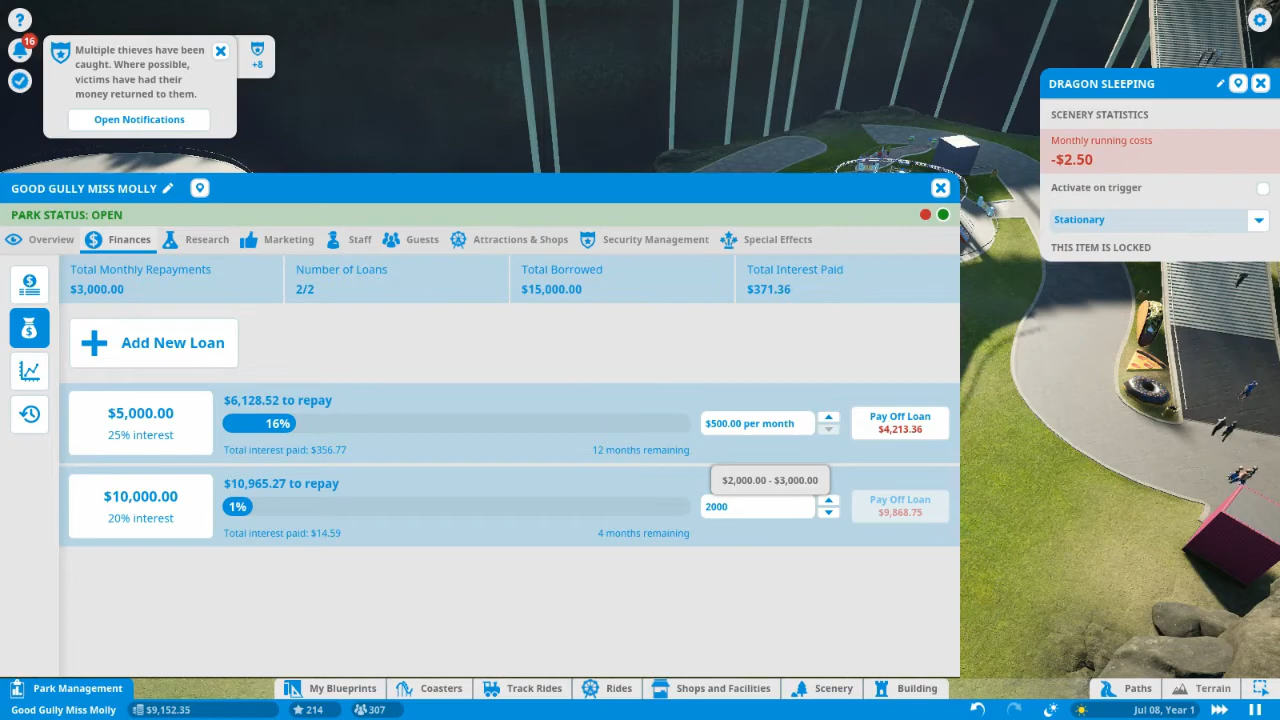 ?
16
Multiple thieves have been
caught. Where possible,
victims have had their
money returned to them.
Open Notifications
+8
DRAGON SLEEPING
SCENERY STATISTICS
Monthly running costs
-$2.50
Activate on trigger
Stationary
THIS ITEM IS LOCKED
GOOD GULLY MISS MOLLY
PARK STATUS: OPEN
Overview Finances Research Marketing Staff Guests Attractions & Shops Security Management Special Effects
Total Monthly Repayments Number of Loans Total Borrowed Total Interest Paid
$3,000.00 2/2 $15,000.00 $371.36
Add New Loan
$6,128.52 to repay
$5,000.00
25% interest
16%
$500.00 per month
Pay Off Loan
$4,213.36
Total interest paid: $356.77 12 months remaining
$2,000.00 - $3,000.00
$10,965.27 to repay
$10,000.00
20% interest
1%
2000
Pay Off Loan
$9,868.75
Total interest paid: $14.59 4 months remaining
Park Management My Blueprints Coasters Track Rides Rides Shops and Facilities Scenery Building Paths Terrain
Good Gully Miss Molly $9,152.35 214 307 Jul 08, Year 1